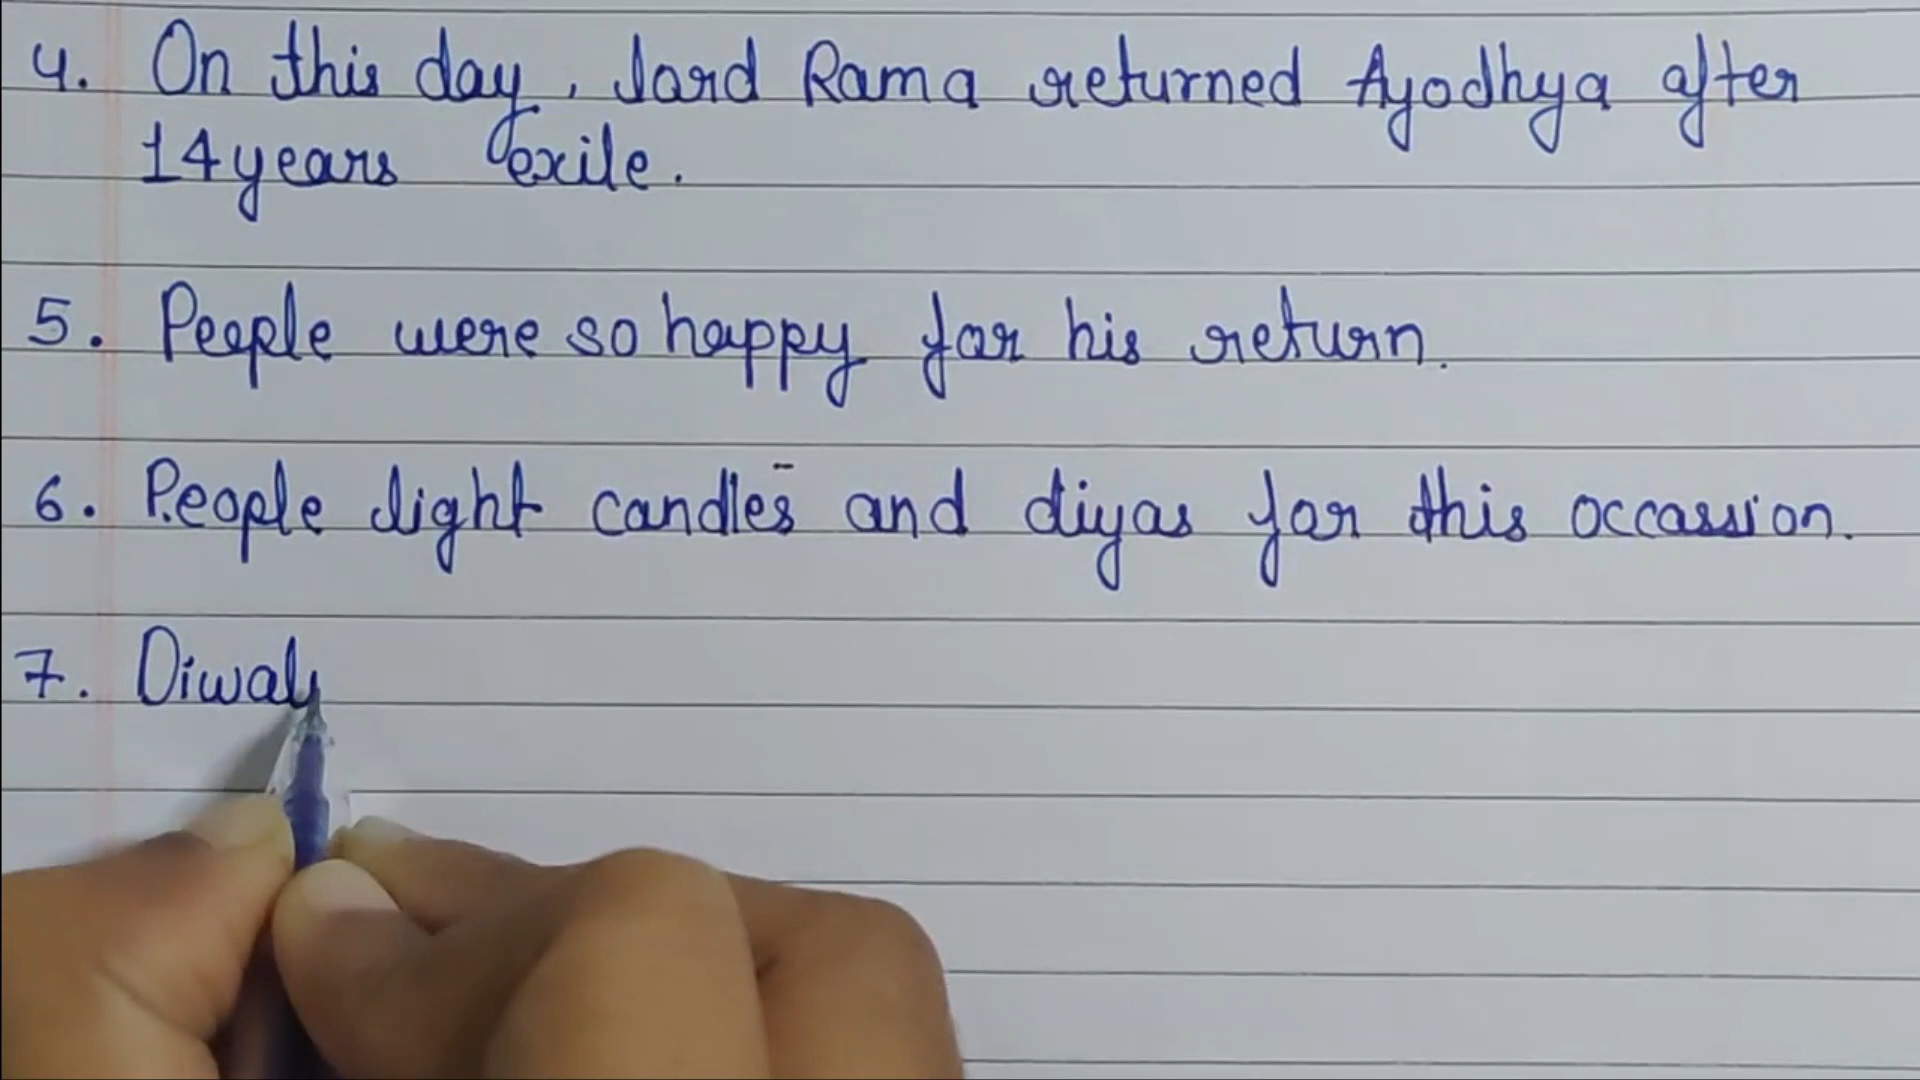 4. On this day, Lord Rama returned Ayodhya after
14 years exile.
5. People were so happy for his return.
6. People light candles and diyas for this occassion.
7. Diwali